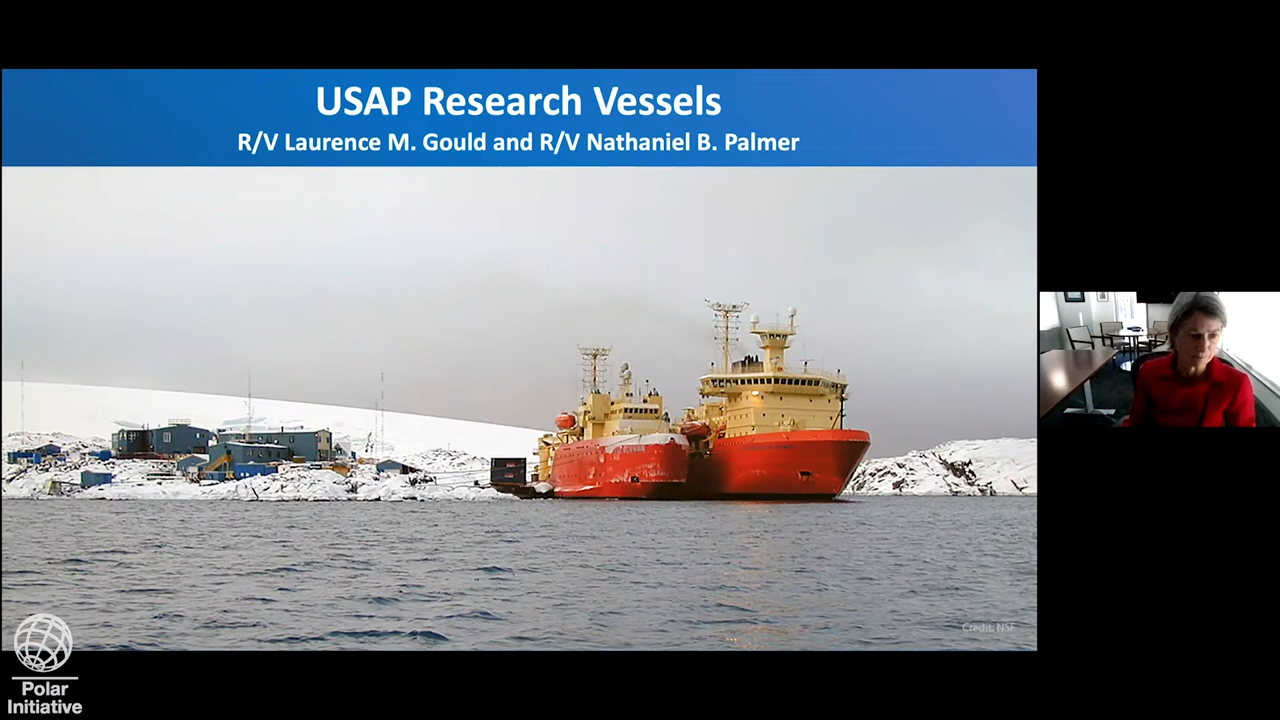 USAP Research Vessels
R/V Laurence M. Gould and R/V Nathaniel B. Palmer
Credit, NSF
Polar
Initiative